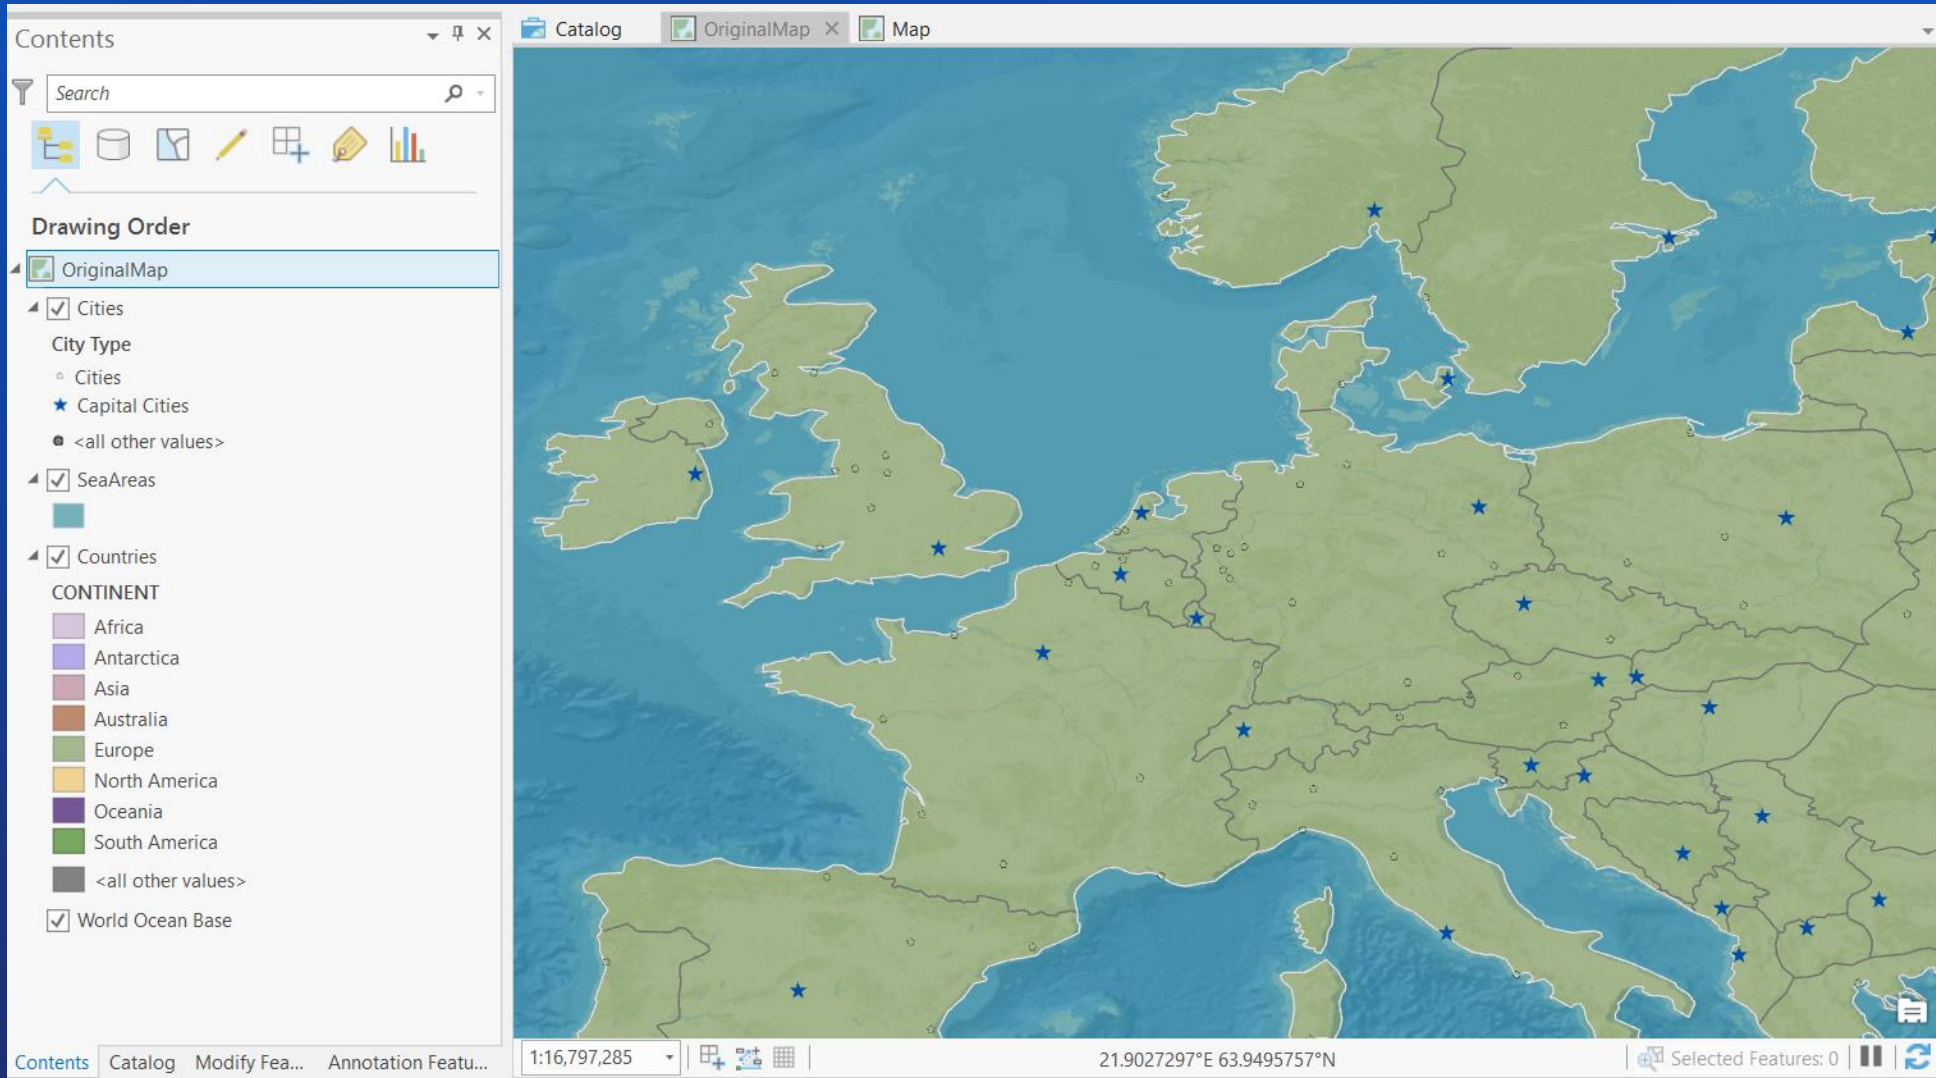 Contents
Search
Drawing Order
OriginalMap
Cities
City Type
Cities
Capital Cities
<all other values>
SeaAreas
Countries
CONTINENT
Africa
Antarctica
Asia
Australia
Europe
North America
Oceania
South America
<all other values>
World Ocean Base
Contents Catalog Modify Fea... Annotation Featu...
Catalog OriginalMap Map
1:16,797,285 21.9027297°E 63.9495757°N Selected Features: 0